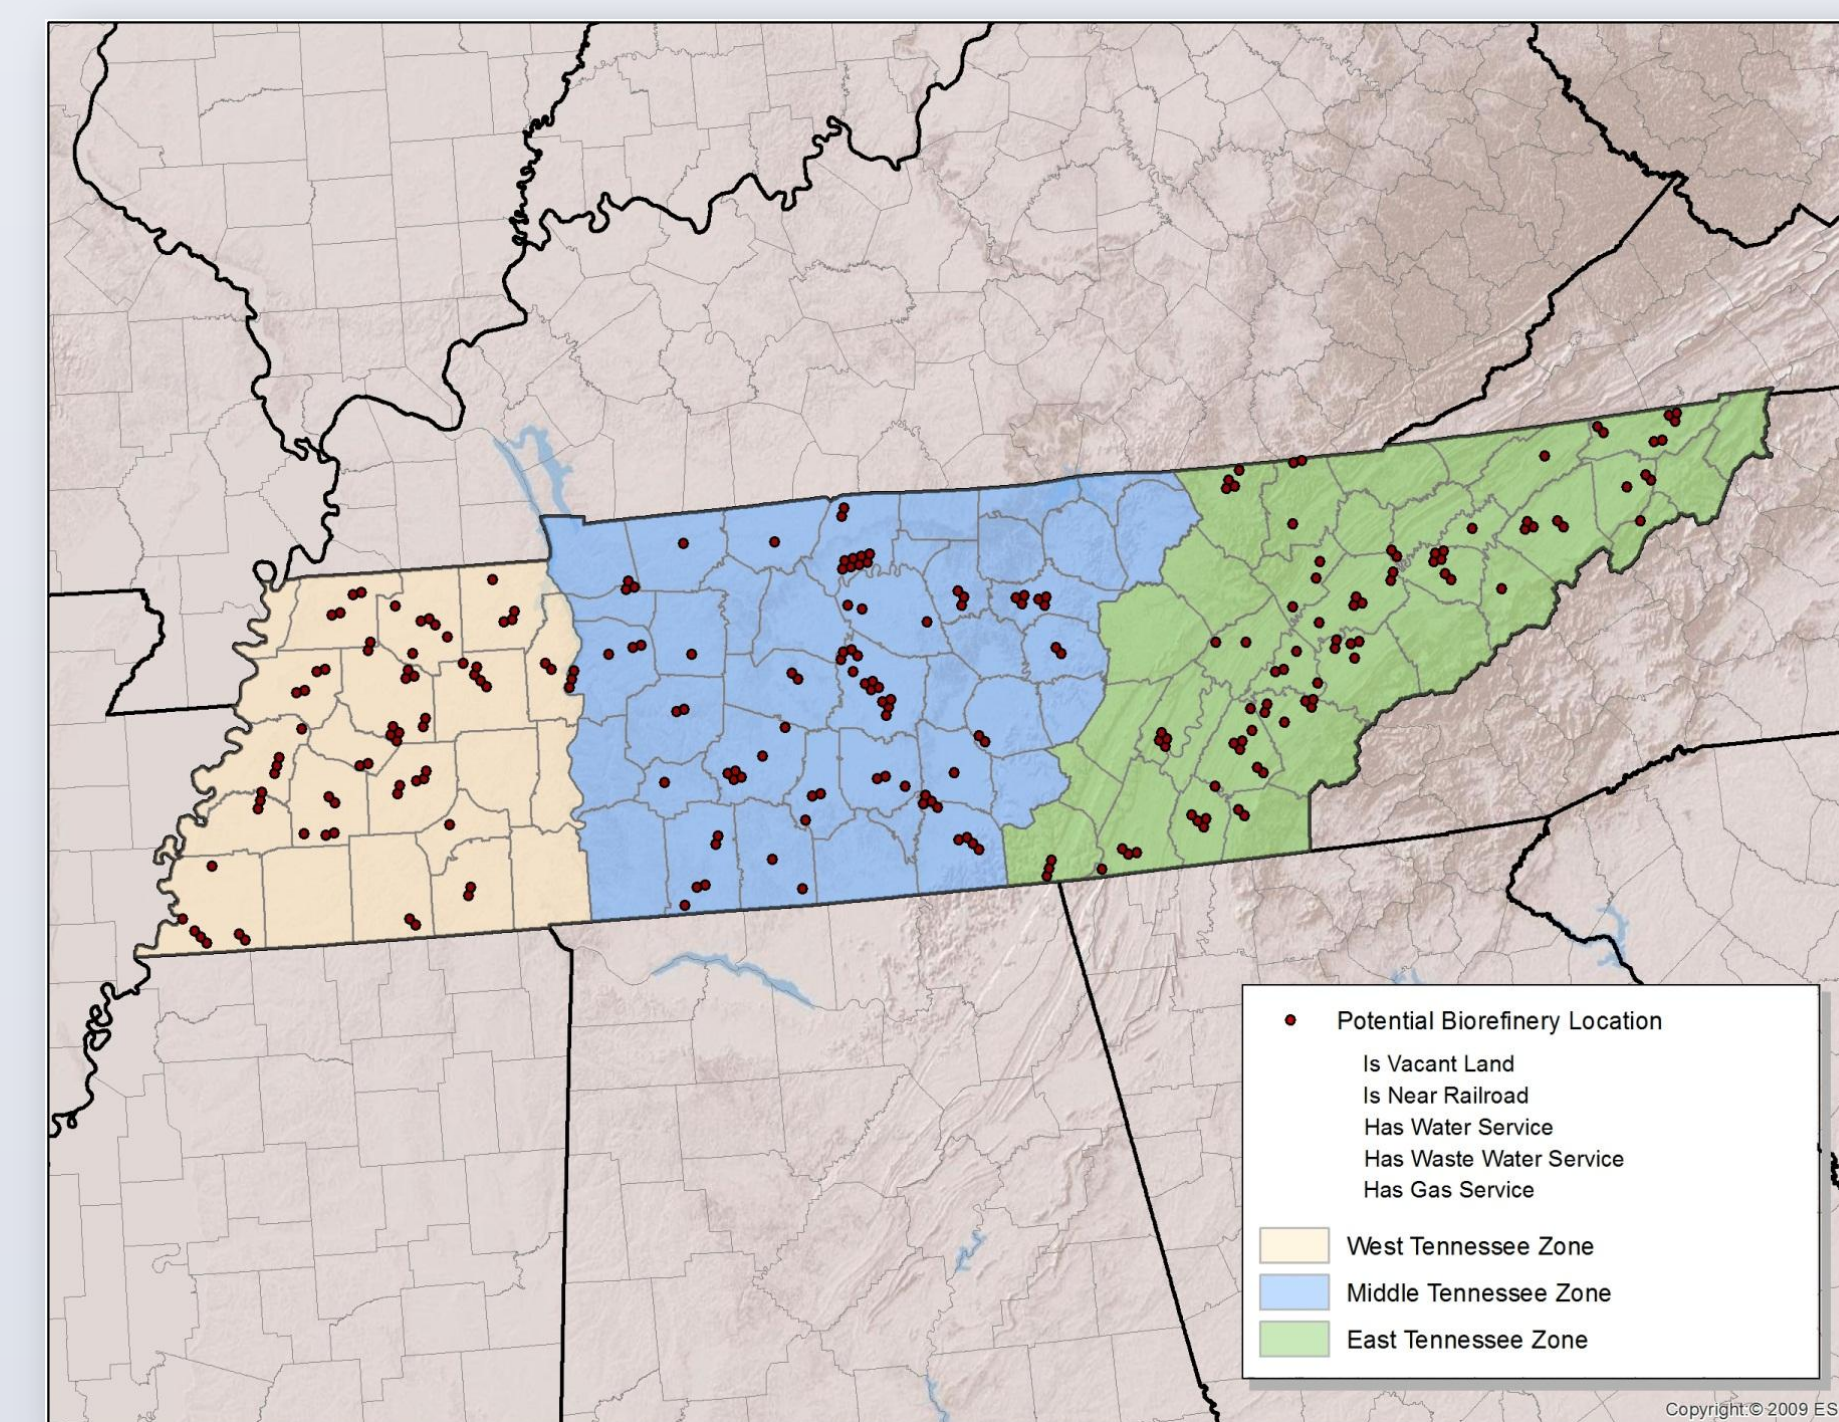 Potential Biorefinery Location
Is Vacant Land
Is Near Railroad
Has Water Service
Has Waste Water Service
Has Gas Service
West Tennessee Zone
Middle Tennessee Zone
East Tennessee Zone
Copyright:© 2009 ES